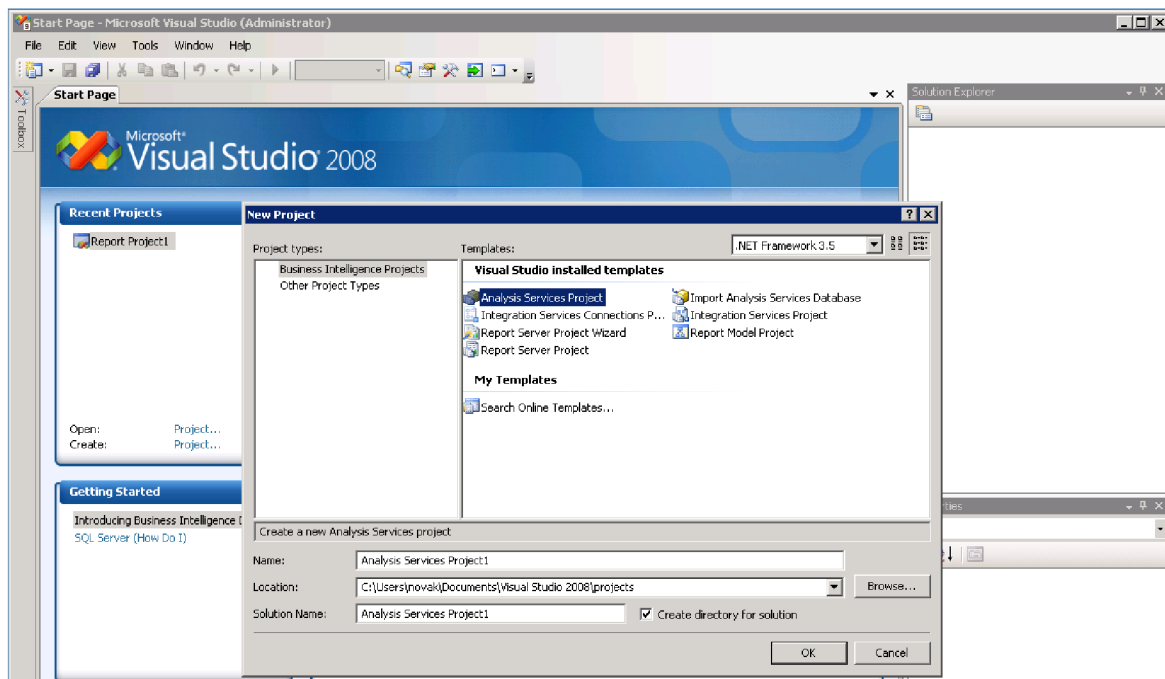 Start Page - Microsoft Visual Studio (Administrator)
File Edit View Tools Window Help
Toolbox
Start Page
Solution Explorer
Microsoft®
Visual Studio® 2008
Recent Projects
Report Project1
Open: Project...
Create: Project...
Getting Started
Introducing Business Intelligence
SQL Server (How Do I)
New Project
Project types:
Templates:
.NET Framework 3.5
Business Intelligence Projects
Other Project Types
Visual Studio installed templates
Analysis Services Project
Import Analysis Services Database
Integration Services Connections P...
Integration Services Project
Report Server Project Wizard
Report Model Project
Report Server Project
My Templates
Search Online Templates...
Create a new Analysis Services project
Name: Analysis Services Project1
Location: C:\Users\novak\Documents\Visual Studio 2008\projects
Browse...
Solution Name: Analysis Services Project1
Create directory for solution
OK Cancel